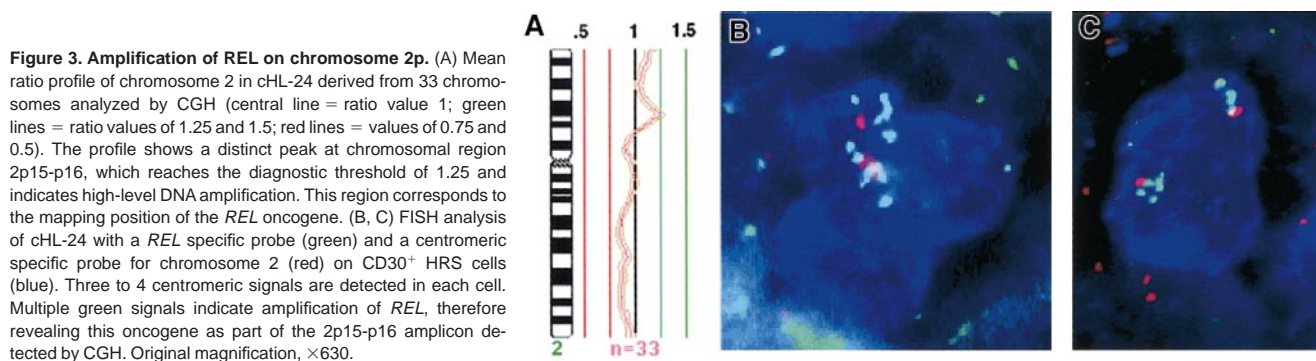 Figure 3. Amplification of REL on chromosome 2p. (A) Mean
ratio profile of chromosome 2 in cHL-24 derived from 33 chromo-
somes analyzed by CGH (central line = ratio value 1; green
lines = ratio values of 1.25 and 1.5; red lines = values of 0.75 and
0.5). The profile shows a distinct peak at chromosomal region
2p15-p16, which reaches the diagnostic threshold of 1.25 and
indicates high-level DNA amplification. This region corresponds to
the mapping position of the REL oncogene. (B, C) FISH analysis
of cHL-24 with a REL specific probe (green) and a centromeric
specific probe for chromosome 2 (red) on CD30+ HRS cells
(blue). Three to 4 centromeric signals are detected in each cell.
Multiple green signals indicate amplification of REL, therefore
revealing this oncogene as part of the 2p15-p16 amplicon de-
tected by CGH. Original magnification, ×630.
A
.5 1 1.5
2 n=33
B
C